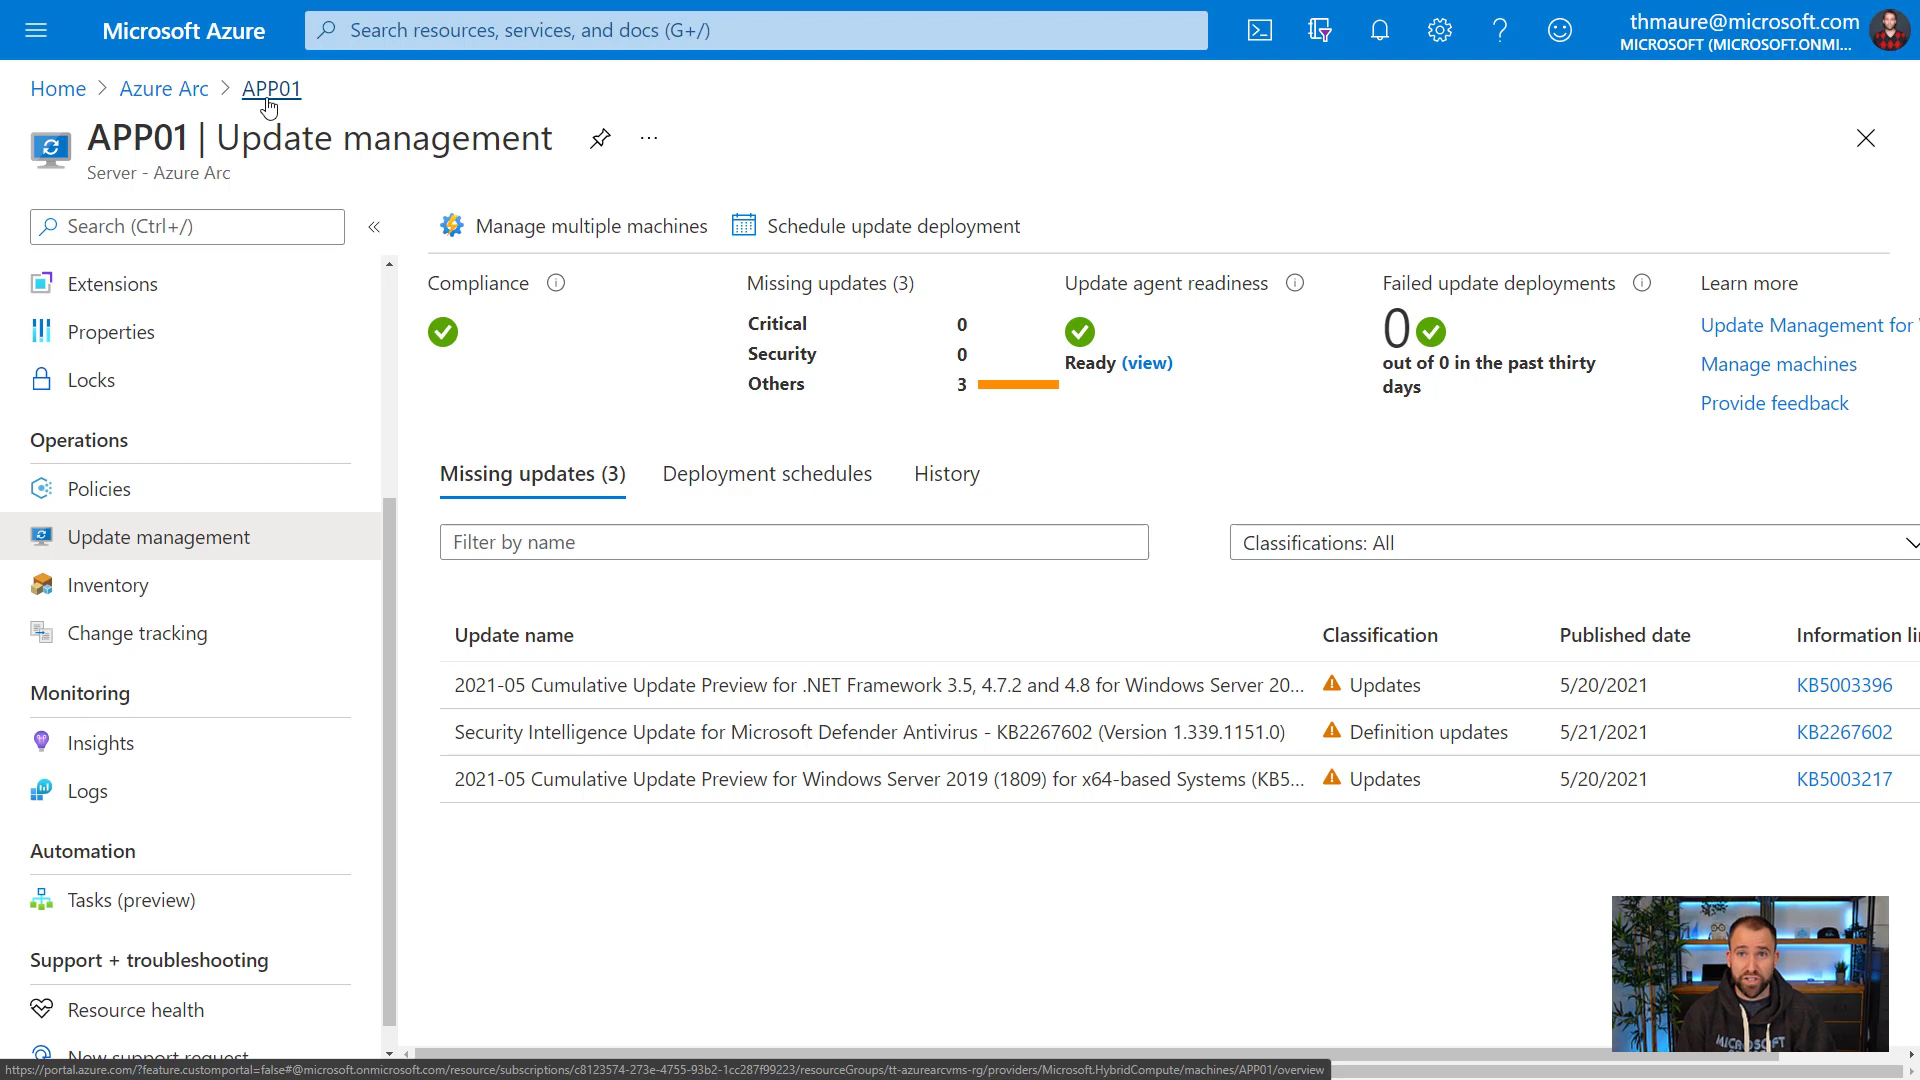 Microsoft Azure
Search resources, services, and docs (G+/)
thmaure@microsoft.com
MICROSOFT (MICROSOFT.ONMI...
Home > Azure Arc > APP01
APP01 | Update management
Server - Azure Arc
Search (Ctrl+/)
Extensions
Properties
Locks
Operations
Policies
Update management
Inventory
Change tracking
Monitoring
Insights
Logs
Automation
Tasks (preview)
Support + troubleshooting
Resource health
New support request
Manage multiple machines
Schedule update deployment
Compliance
Missing updates (3)
Critical 0
Security 0
Others 3
Update agent readiness
Ready (view)
Failed update deployments
0
out of 0 in the past thirty
days
Learn more
Update Management for
Manage machines
Provide feedback
Missing updates (3)
Deployment schedules
History
Filter by name
Classifications: All
Update name Classification Published date Information li
2021-05 Cumulative Update Preview for .NET Framework 3.5, 4.7.2 and 4.8 for Windows Server 20... Updates 5/20/2021 KB5003396
Security Intelligence Update for Microsoft Defender Antivirus - KB2267602 (Version 1.339.1151.0) Definition updates 5/21/2021 KB2267602
2021-05 Cumulative Update Preview for Windows Server 2019 (1809) for x64-based Systems (KB5... Updates 5/20/2021 KB5003217
MICROSOFT
https://portal.azure.com/?feature.customportal=false#@microsoft.onmicrosoft.com/resource/subscriptions/c8123574-273e-4755-93b2-1cc287f99223/resourceGroups/tt-azurearcvms-rg/providers/Microsoft.HybridCompute/machines/APP01/overview